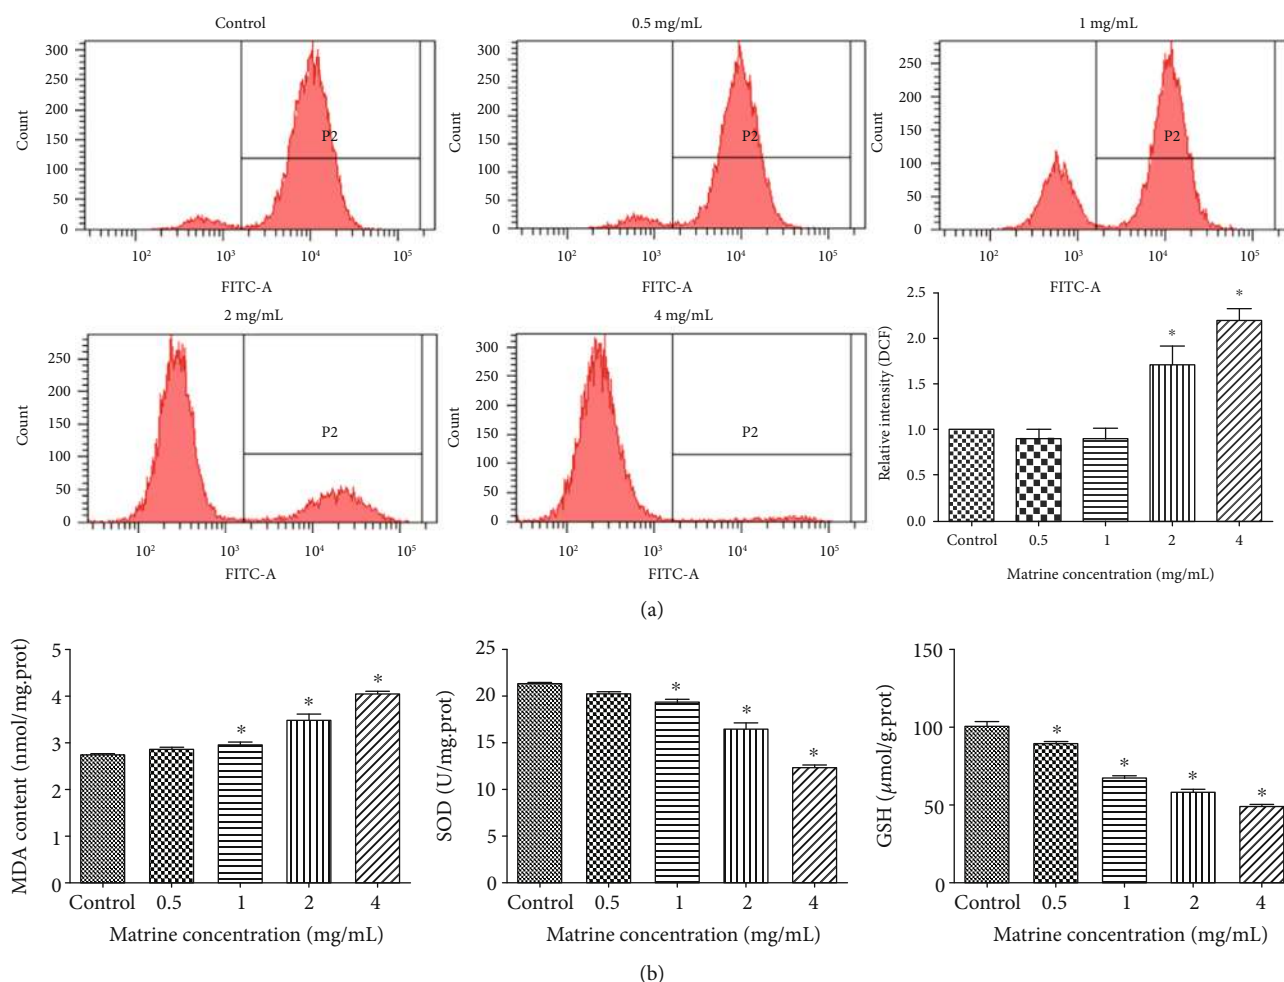 Control
300
250
200
150
100
50
0
Count
P2
10² 10³ 10⁴ 10⁵
FITC-A
0.5 mg/mL
300
250
200
150
100
50
0
Count
P2
10² 10³ 10⁴ 10⁵
FITC-A
1 mg/mL
250
200
150
100
50
0
Count
P2
10² 10³ 10⁴ 10⁵
FITC-A
2 mg/mL
250
200
150
100
50
0
Count
P2
10² 10³ 10⁴ 10⁵
FITC-A
4 mg/mL
300
250
200
150
100
50
0
Count
P2
10² 10³ 10⁴ 10⁵
FITC-A
2.5
2.0
1.5
1.0
0.5
0.0
Relative intensity (DCF)
* *
Control 0.5 1 2 4
Matrine concentration (mg/mL)
(a)
5
4
3
2
1
0
MDA content (nmol/mg.prot)
* * *
Control 0.5 1 2 4
Matrine concentration (mg/mL)
25
20
15
10
5
0
SOD (U/mg.prot)
* * *
Control 0.5 1 2 4
Matrine concentration (mg/mL)
150
100
50
0
GSH (μmol/g.prot)
* * * *
Control 0.5 1 2 4
Matrine concentration (mg/mL)
(b)